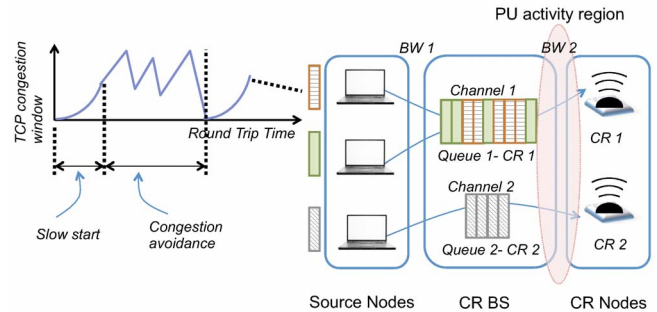 PU activity region
TCP congestion
window
Round Trip Time
Slow start
Congestion
avoidance
BW 1
BW 2
Channel 1
Queue 1- CR 1
Channel 2
Queue 2- CR 2
CR 1
CR 2
Source Nodes
CR BS
CR Nodes